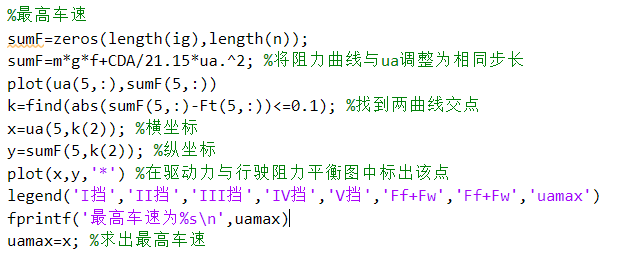 %最高车速
sumF=zeros(length(ig),length(n));
sumF=m*g*f+CDA/21.15*ua.^2; %将阻力曲线与ua调整为相同步长
plot(ua(5,:),sumF(5,:))
k=find(abs(sumF(5,:)-Ft(5,:))<=0.1); %找到两曲线交点
x=ua(5,k(2)); %横坐标
y=sumF(5,k(2)); %纵坐标
plot(x,y,'*') %在驱动力与行驶阻力平衡图中标出该点
legend('I挡','II挡','III挡','IV挡','V挡','Ff+Fw','Ff+Fw','uamax')
fprintf('最高车速为%s\n',uamax)
uamax=x; %求出最高车速